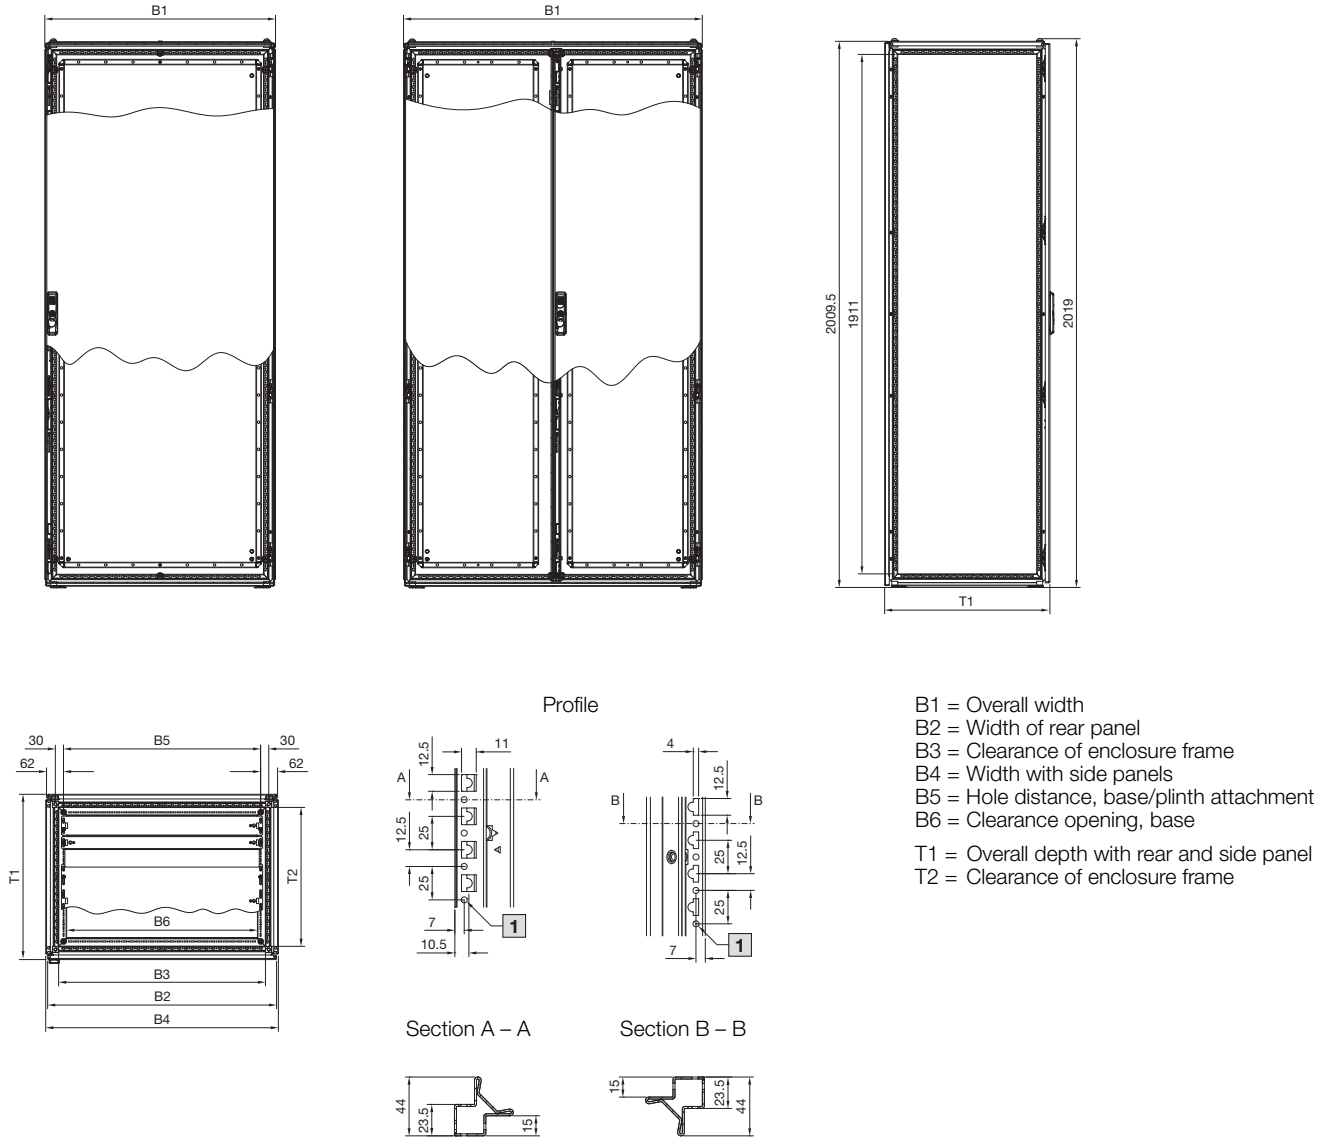 B1
B1
2009.5
1911
2019
T1
Profile
B1 = Overall width
B2 = Width of rear panel
B3 = Clearance of enclosure frame
B4 = Width with side panels
B5 = Hole distance, base/plinth attachment
B6 = Clearance opening, base
T1 = Overall depth with rear and side panel
T2 = Clearance of enclosure frame
30 B5 30
62 62
T1
T2
B6
B3
B2
B4
12.5
11
A A
12.5
25
25
7
10.5
1
4
12.5
B B
25
12.5
25
7
1
Section A – A
Section B – B
44
23.5
15
15
23.5
44